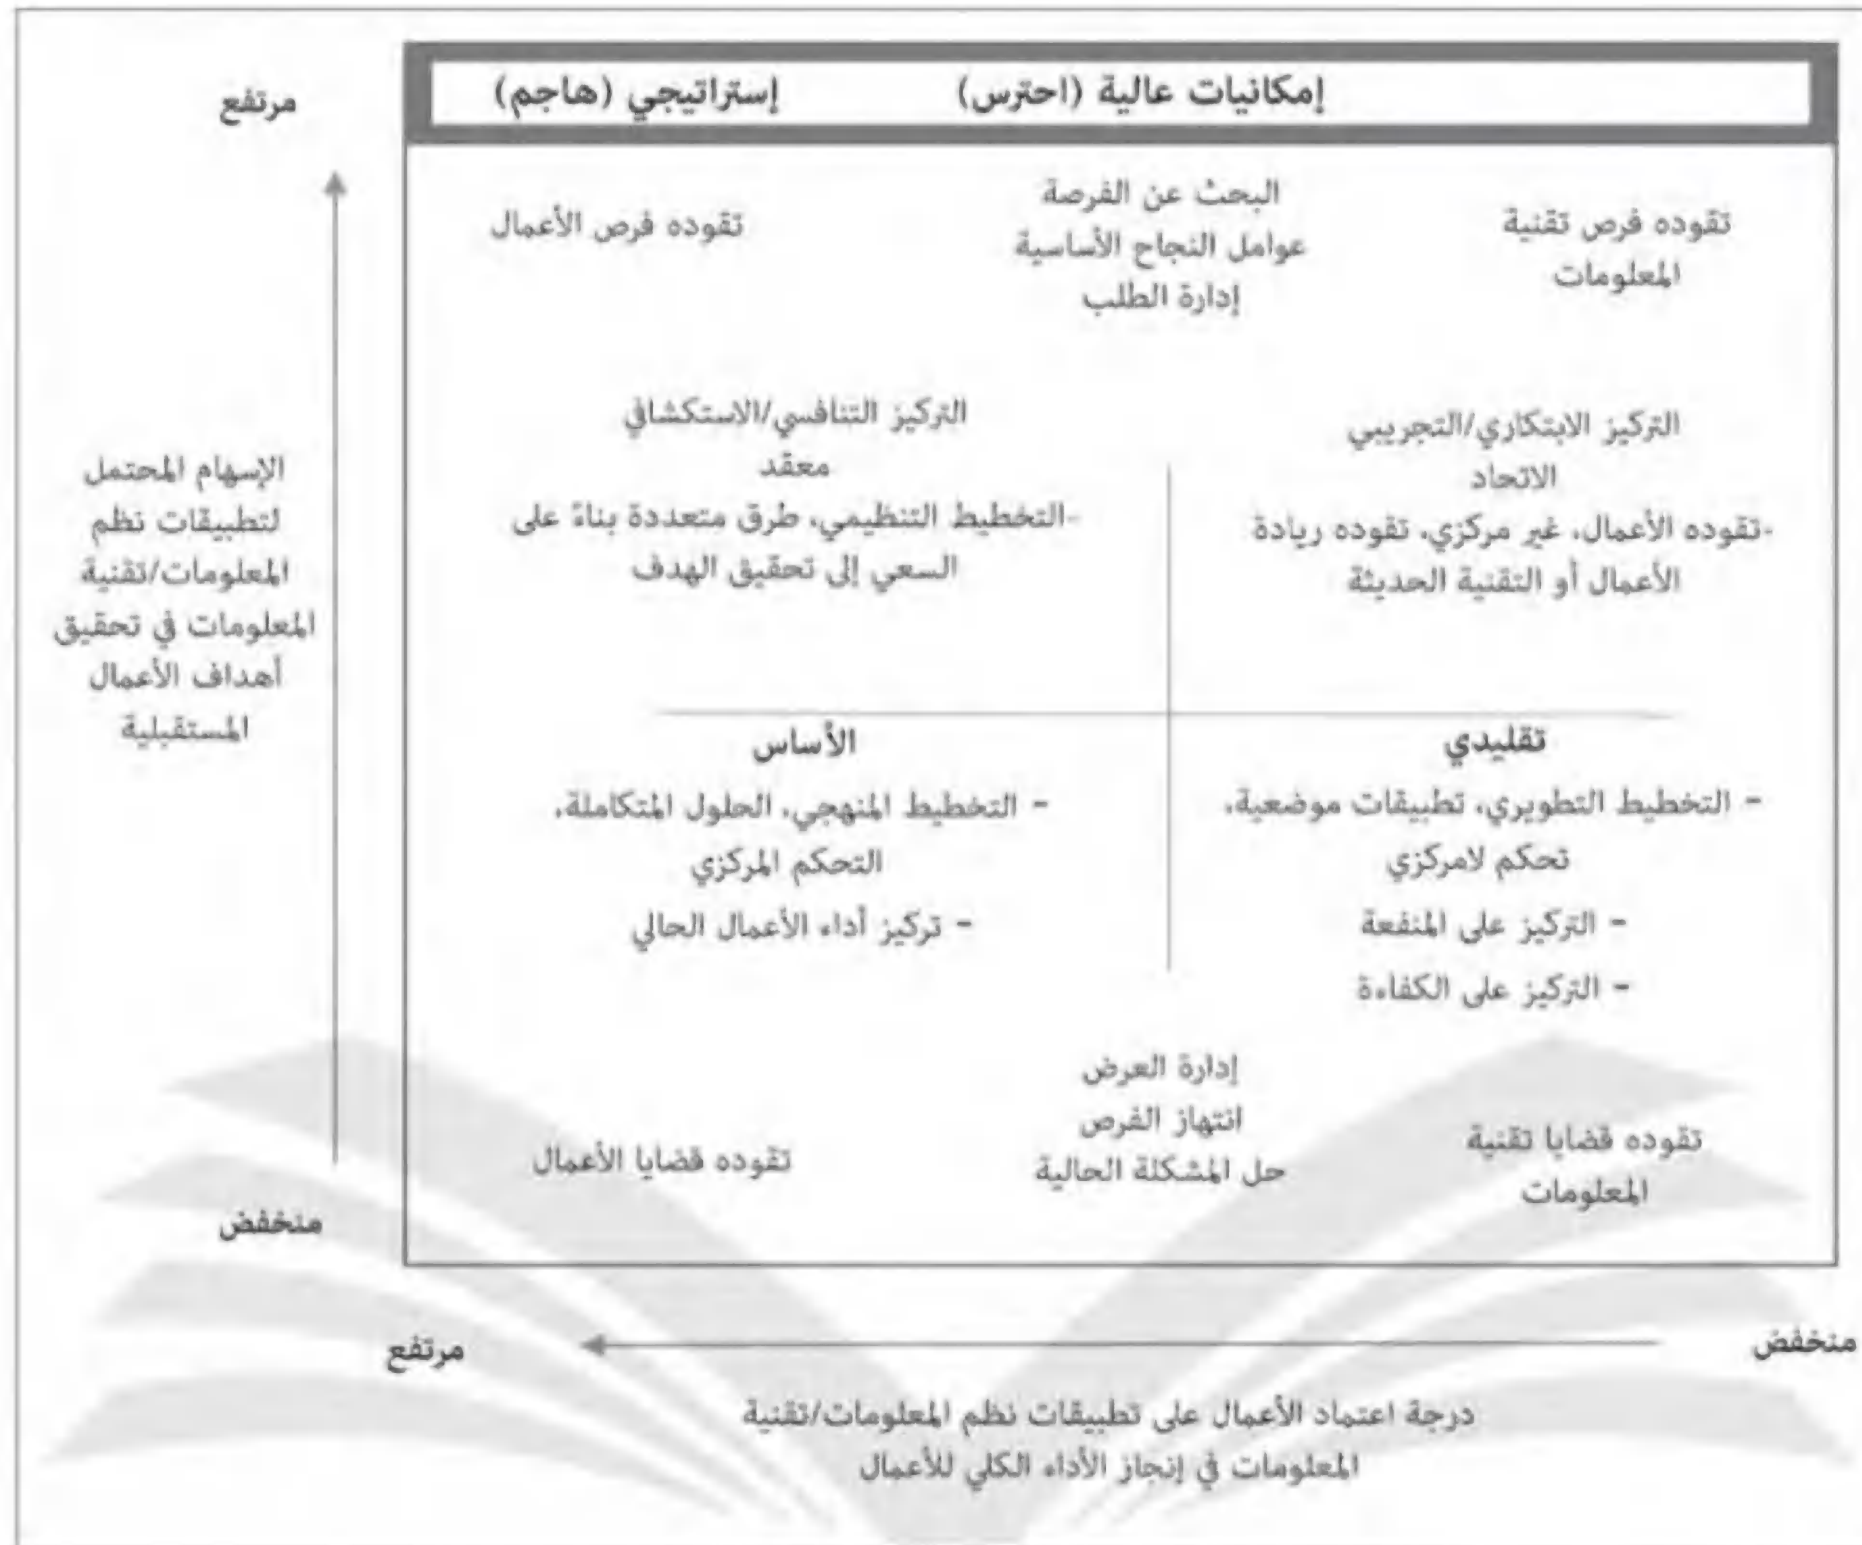 مرتفع
إمكانيات عالية (احترس)
إستراتيجي (هاجم)
تقوده فرص تقنية
المعلومات
البحث عن الفرصة
عوامل النجاح الأساسية
إدارة الطلب
تقوده فرص الأعمال
التركيز الابتكاري/التجريبي
الاتحاد
-تقوده الأعمال، غير مركزي، تقوده ريادة
الأعمال أو التقنية الحديثة
التركيز التنافسي/الاستكشافي
معقد
-التخطيط التنظيمي، طرق متعددة بناءً على
السعي إلى تحقيق الهدف
الإسهام المحتمل
لتطبيقات نظم
المعلومات/تقنية
المعلومات في تحقيق
أهداف الأعمال
المستقبلية
تقليدي
- التخطيط التطويري، تطبيقات موضعية،
تحكم لامركزي
- التركيز على المنفعة
- التركيز على الكفاءة
الأساس
- التخطيط المنهجي، الحلول المتكاملة،
التحكم المركزي
- تركيز أداء الأعمال الحالي
تقوده قضايا تقنية
المعلومات
إدارة العرض
انتهاز الفرص
حل المشكلة الحالية
تقوده قضايا الأعمال
منخفض
منخفض
مرتفع
درجة اعتماد الأعمال على تطبيقات نظم المعلومات/تقنية
المعلومات في إنجاز الأداء الكلي للأعمال